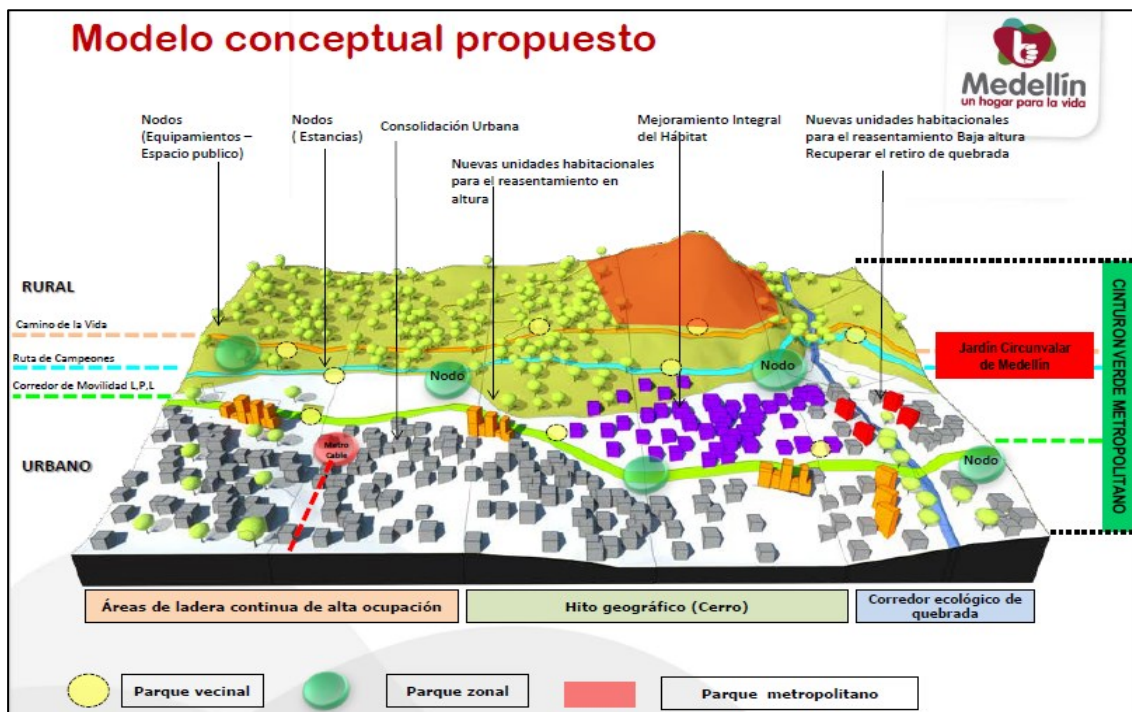 Modelo conceptual propuesto
Medellín
un hogar para la vida
Nodos
(Equipamientos –
Espacio publico)
Nodos
( Estancias)
Consolidación Urbana
Nuevas unidades habitacionales
para el reasentamiento en
altura
Mejoramiento Integral
del Hábitat
Nuevas unidades habitacionales
para el reasentamiento Baja altura
Recuperar el retiro de quebrada
RURAL
Camino de la Vida
Ruta de Campeones
Corredor de Movilidad L,P,L
URBANO
Nodo
Nodo
Nodo
Metro
Cable
Jardín Circunvalar
de Medellín
CINTURON VERDE METROPOLITANO
Áreas de ladera continua de alta ocupación
Hito geográfico (Cerro)
Corredor ecológico de
quebrada
Parque vecinal
Parque zonal
Parque metropolitano